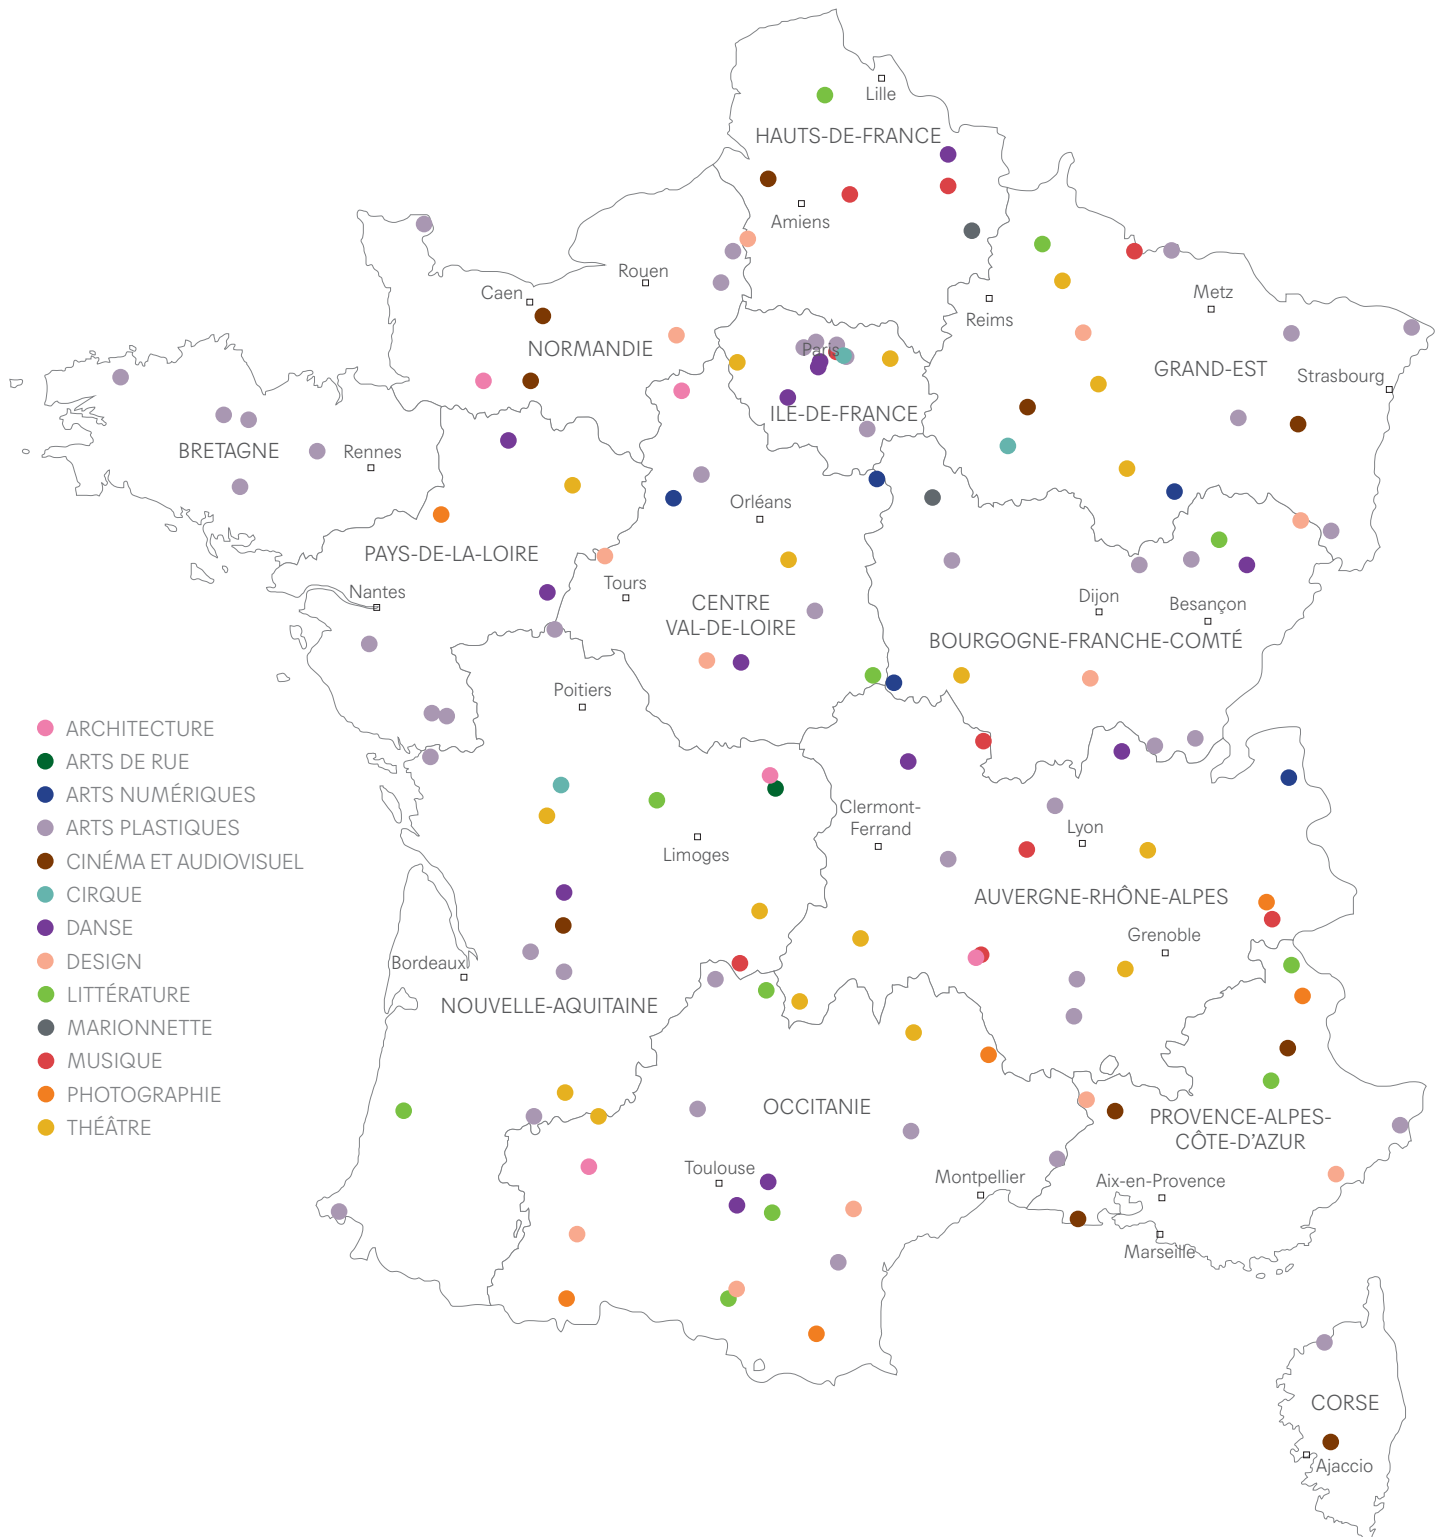 Lille
HAUTS-DE-FRANCE
Amiens
Rouen
Caen
Reims
Metz
NORMANDIE
Paris
GRAND-EST
Strasbourg
ILE-DE-FRANCE
BRETAGNE
Rennes
Orléans
PAYS-DE-LA-LOIRE
Nantes
Tours
CENTRE
VAL-DE-LOIRE
Dijon
Besançon
BOURGOGNE-FRANCHE-COMTÉ
Poitiers
ARCHITECTURE
ARTS DE RUE
ARTS NUMÉRIQUES
ARTS PLASTIQUES
CINÉMA ET AUDIOVISUEL
CIRQUE
DANSE
DESIGN
LITTÉRATURE
MARIONNETTE
MUSIQUE
PHOTOGRAPHIE
THÉÂTRE
Clermont-
Ferrand
Lyon
Limoges
AUVERGNE-RHÔNE-ALPES
Grenoble
Bordeaux
NOUVELLE-AQUITAINE
OCCITANIE
PROVENCE-ALPES-
CÔTE-D'AZUR
Toulouse
Montpellier
Aix-en-Provence
Marseille
CORSE
Ajaccio